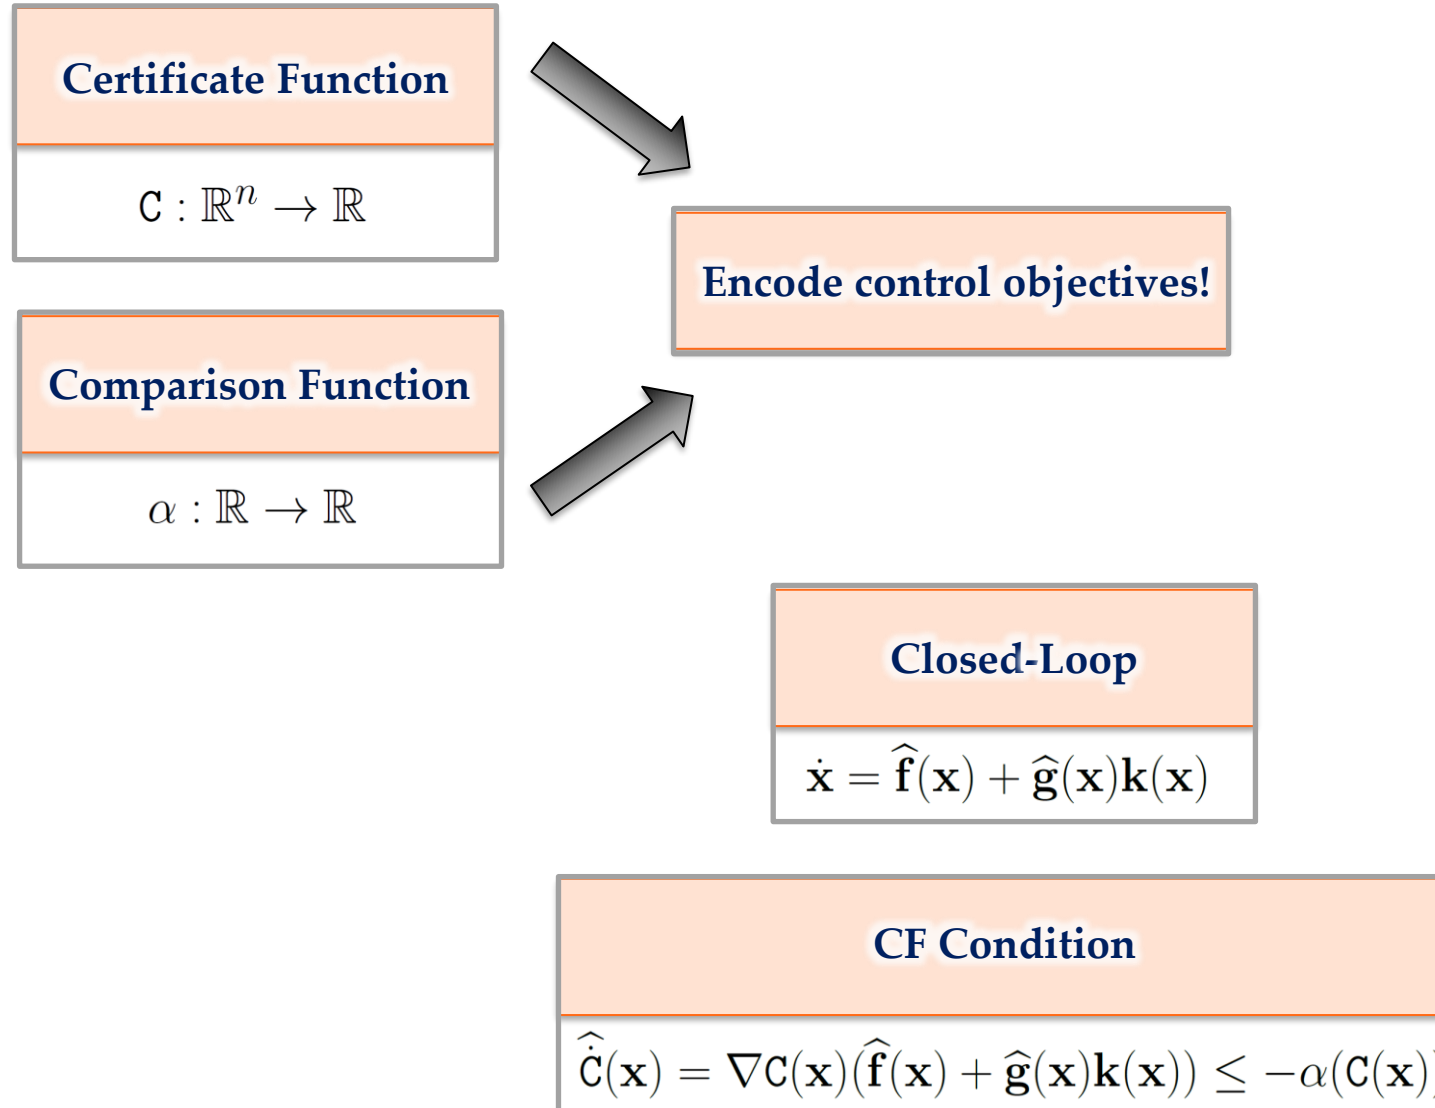 Certificate Function
C : ℝⁿ → ℝ
Encode control objectives!
Comparison Function
α : ℝ → ℝ
Closed-Loop
ẋ = f̂(x) + ĝ(x)k(x)
CF Condition
Ċ̂(x) = ∇C(x)(f̂(x) + ĝ(x)k(x)) ≤ −α(C(x))